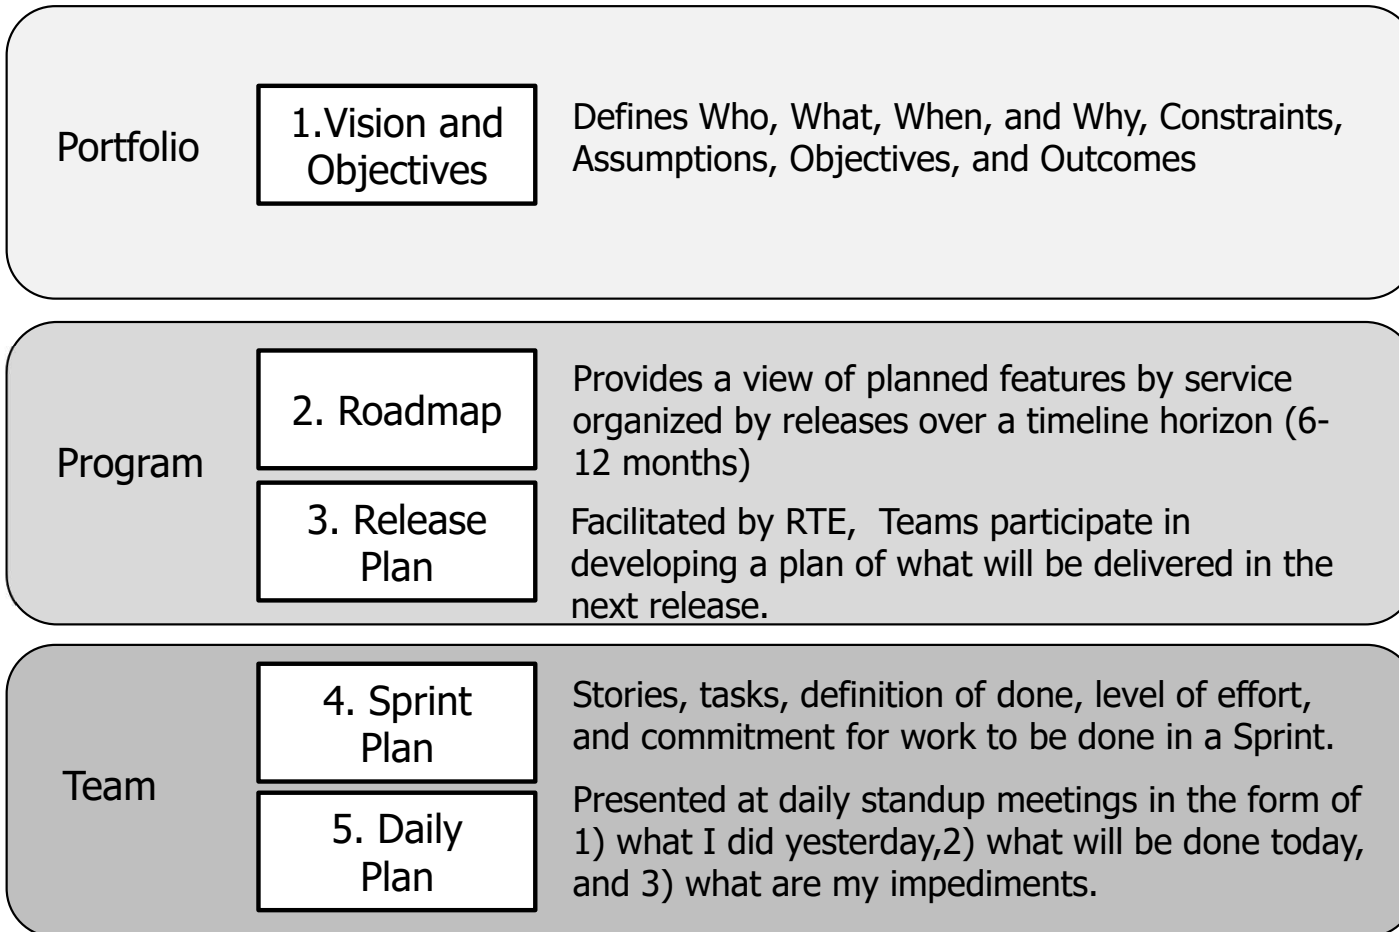 Portfolio
1.Vision and
Objectives
Defines Who, What, When, and Why, Constraints,
Assumptions, Objectives, and Outcomes
Program
2. Roadmap
Provides a view of planned features by service
organized by releases over a timeline horizon (6-
12 months)
3. Release
Plan
Facilitated by RTE,  Teams participate in
developing a plan of what will be delivered in the
next release.
Team
4. Sprint
Plan
Stories, tasks, definition of done, level of effort,
and commitment for work to be done in a Sprint.
5. Daily
Plan
Presented at daily standup meetings in the form of
1) what I did yesterday,2) what will be done today,
and 3) what are my impediments.